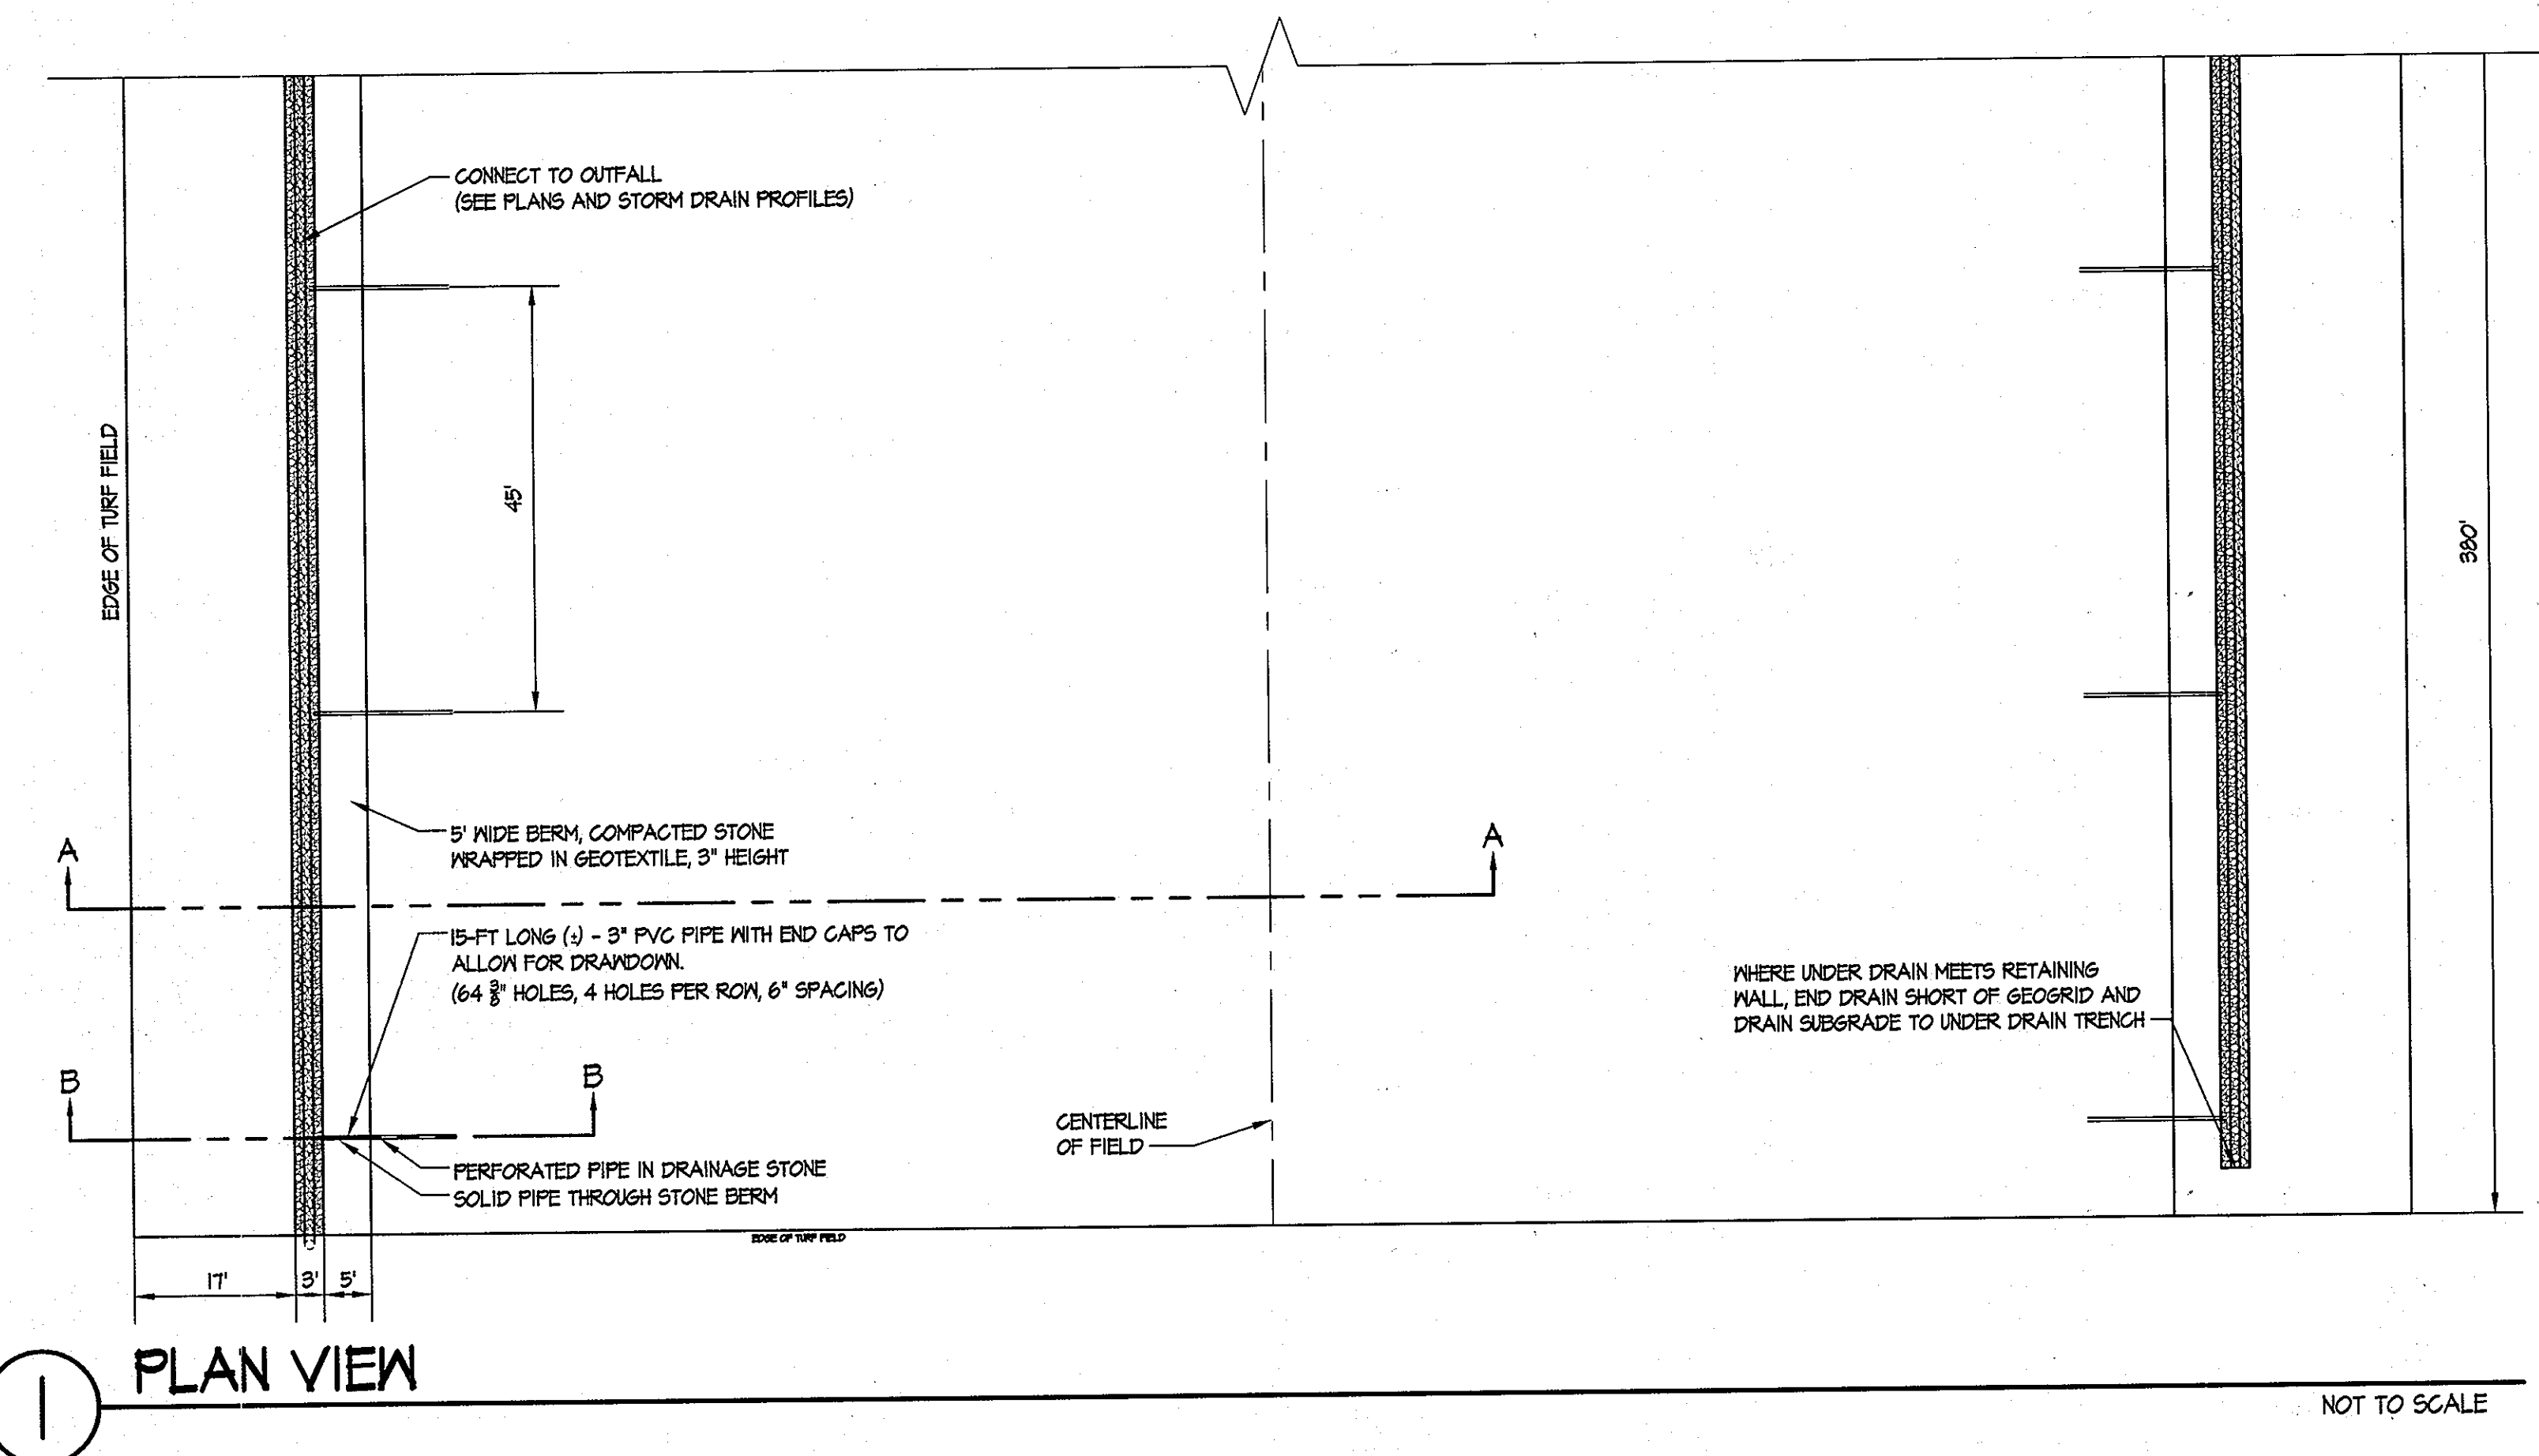 CONNECT TO OUTFALL
(SEE PLANS AND STORM DRAIN PROFILES)
EDGE OF TURF FIELD
45'
380'
5' WIDE BERM, COMPACTED STONE
WRAPPED IN GEOTEXTILE, 3" HEIGHT
A
A
15-FT LONG (±) - 3" PVC PIPE WITH END CAPS TO
ALLOW FOR DRAWDOWN.
(64 3/8" HOLES, 4 HOLES PER ROW, 6" SPACING)
WHERE UNDER DRAIN MEETS RETAINING
WALL, END DRAIN SHORT OF GEOGRID AND
DRAIN SUBGRADE TO UNDER DRAIN TRENCH
B
B
CENTERLINE
OF FIELD
PERFORATED PIPE IN DRAINAGE STONE
SOLID PIPE THROUGH STONE BERM
EDGE OF TURF FIELD
17'
3'
5'
1
PLAN VIEW
NOT TO SCALE